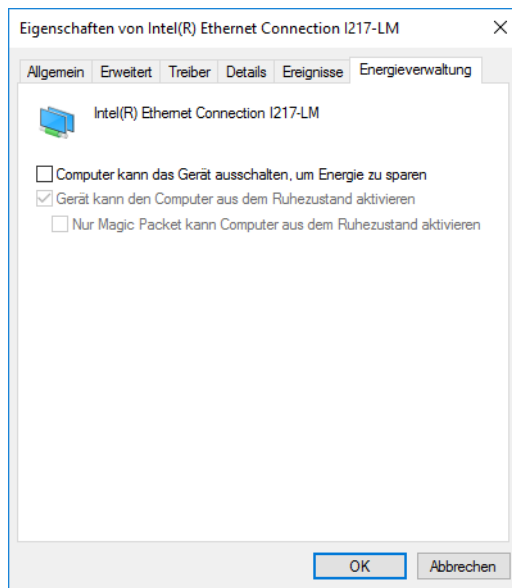 Eigenschaften von Intel(R) Ethernet Connection I217-LM
Allgemein Erweitert Treiber Details Ereignisse Energieverwaltung
Intel(R) Ethernet Connection I217-LM
Computer kann das Gerät ausschalten, um Energie zu sparen
Gerät kann den Computer aus dem Ruhezustand aktivieren
Nur Magic Packet kann Computer aus dem Ruhezustand aktivieren
OK Abbrechen